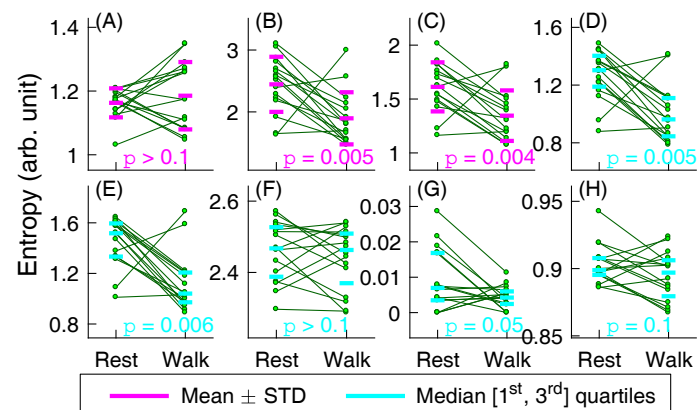 (A) (B) (C) (D)
1.4 3 2 1.6
1.2 2 1.5 1.2
1 1 0.8
p > 0.1 p = 0.005 p = 0.004 p = 0.005
Entropy (arb. unit)
(E) (F) (G) (H)
1.6 2.6 0.03 0.95
0.02
1.2 2.4 0.01 0.9
0.8 0 0.85
p = 0.006 p > 0.1 p = 0.05 p = 0.1
Rest Walk Rest Walk Rest Walk Rest Walk
Mean ± STD Median [1st, 3rd] quartiles